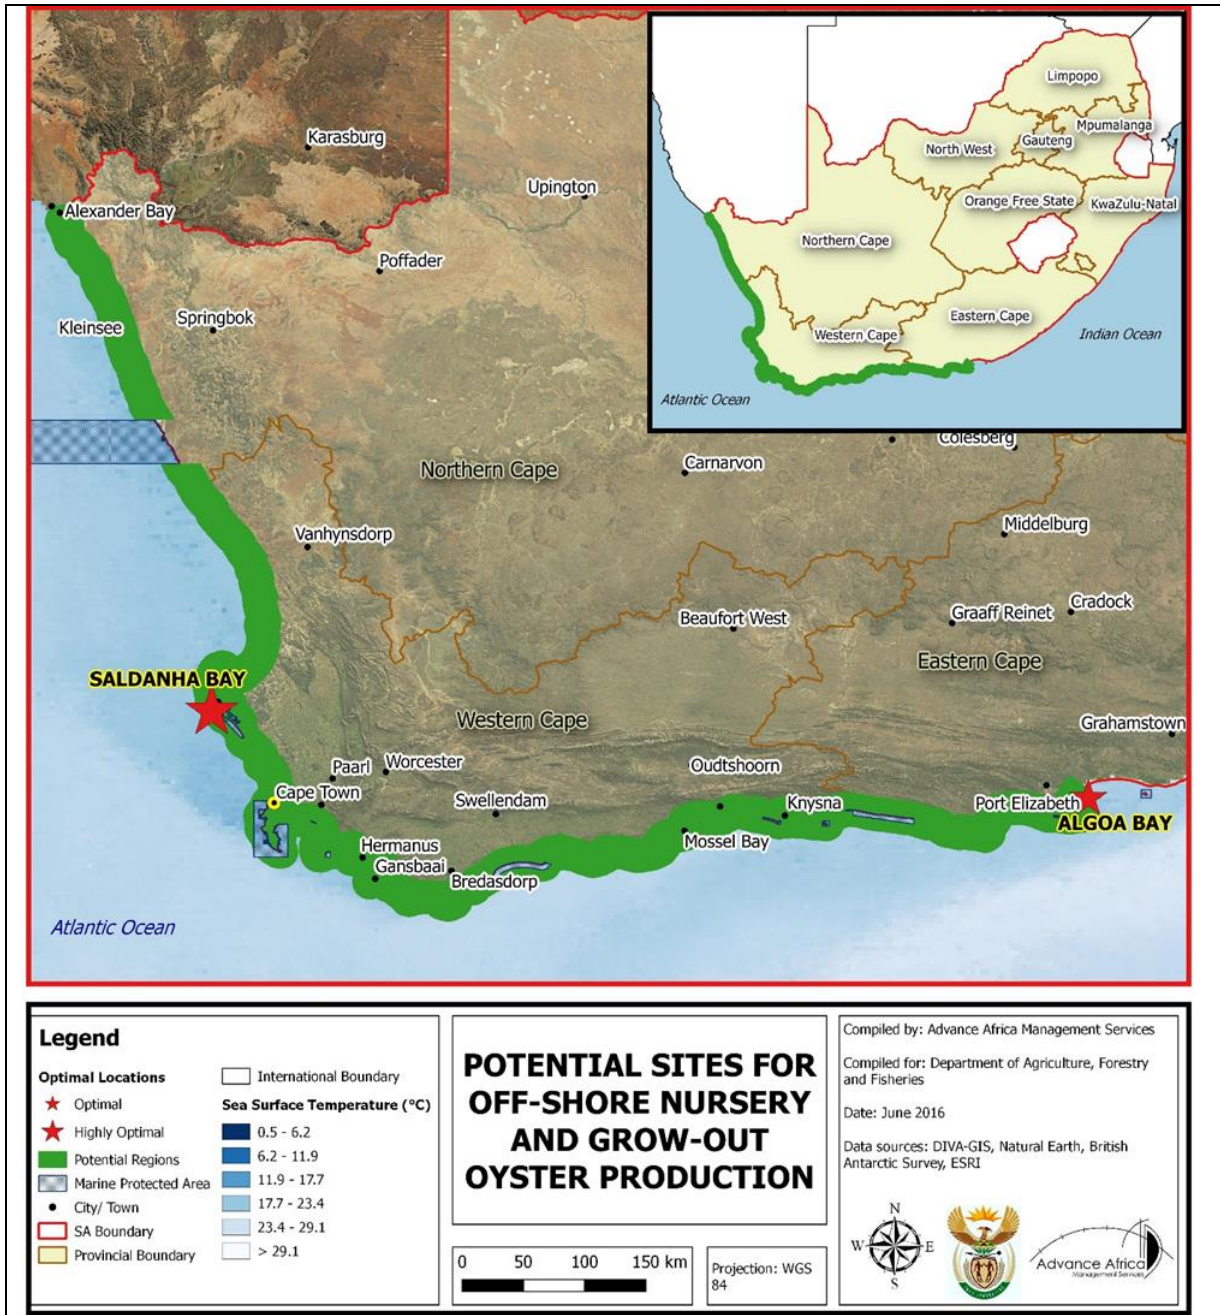 Karasburg
Upington
Alexander Bay
Poffader
Kleinsee
Springbok
Limpopo
Mpumalanga
Gauteng
North West
Orange Free State
KwaZulu-Natal
Northern Cape
Eastern Cape
Western Cape
Indian Ocean
Atlantic Ocean
Colesberg
Northern Cape
Carnarvon
Vanhynsdorp
Middelburg
Beaufort West
Graaff Reinet
Cradock
Eastern Cape
SALDANHA BAY
Western Cape
Grahamstown
Paarl
Worcester
Oudtshoorn
Cape Town
Swellendam
Knysna
Port Elizabeth
ALGOA BAY
Mossel Bay
Hermanus
Gansbaai
Bredasdorp
Atlantic Ocean
Legend
Optimal Locations
Optimal
Highly Optimal
Potential Regions
Marine Protected Area
City/ Town
SA Boundary
Provincial Boundary
International Boundary
Sea Surface Temperature (°C)
0.5 - 6.2
6.2 - 11.9
11.9 - 17.7
17.7 - 23.4
23.4 - 29.1
> 29.1
POTENTIAL SITES FOR
OFF-SHORE NURSERY
AND GROW-OUT
OYSTER PRODUCTION
0 50 100 150 km
Projection: WGS
84
Compiled by: Advance Africa Management Services
Compiled for: Department of Agriculture, Forestry
and Fisheries
Date: June 2016
Data sources: DIVA-GIS, Natural Earth, British
Antarctic Survey, ESRI
N
W E
S
Advance Africa
Management Services